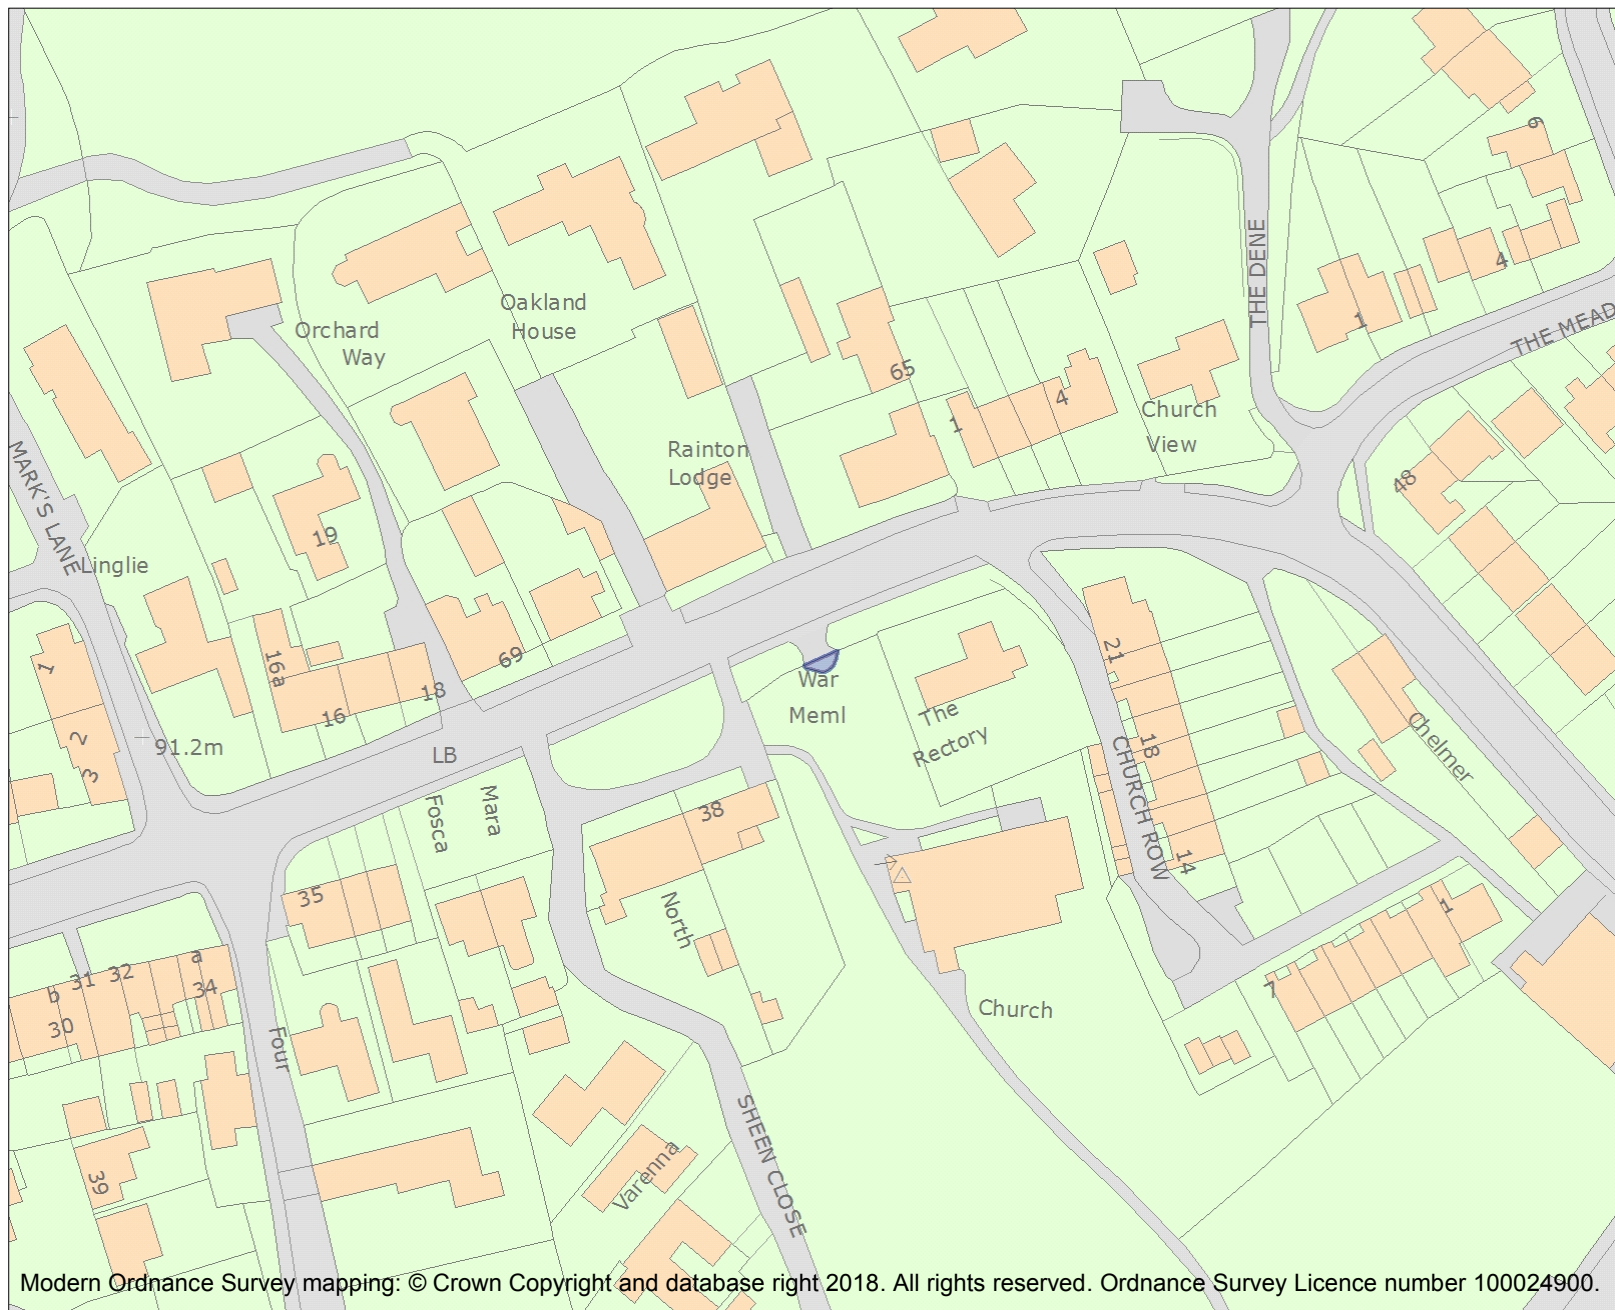 6
THE DENE
4
1
THE MEAD
Oakland
House
Orchard
Way
65
4
1
Church
View
MARK'S LANE
Rainton
Lodge
48
19
Linglie
1
16a
69
21
War
Meml
18
16
The
Rectory
2
3
91.2m
LB
Fosca
Mara
38
18
CHURCH ROW
Chelmer
14
35
North
1
a
b
31
32
34
30
7
Church
Four
39
Varenna
SHEEN CLOSE
Modern Ordnance Survey mapping: © Crown Copyright and database right 2018. All rights reserved. Ordnance Survey Licence number 100024900.